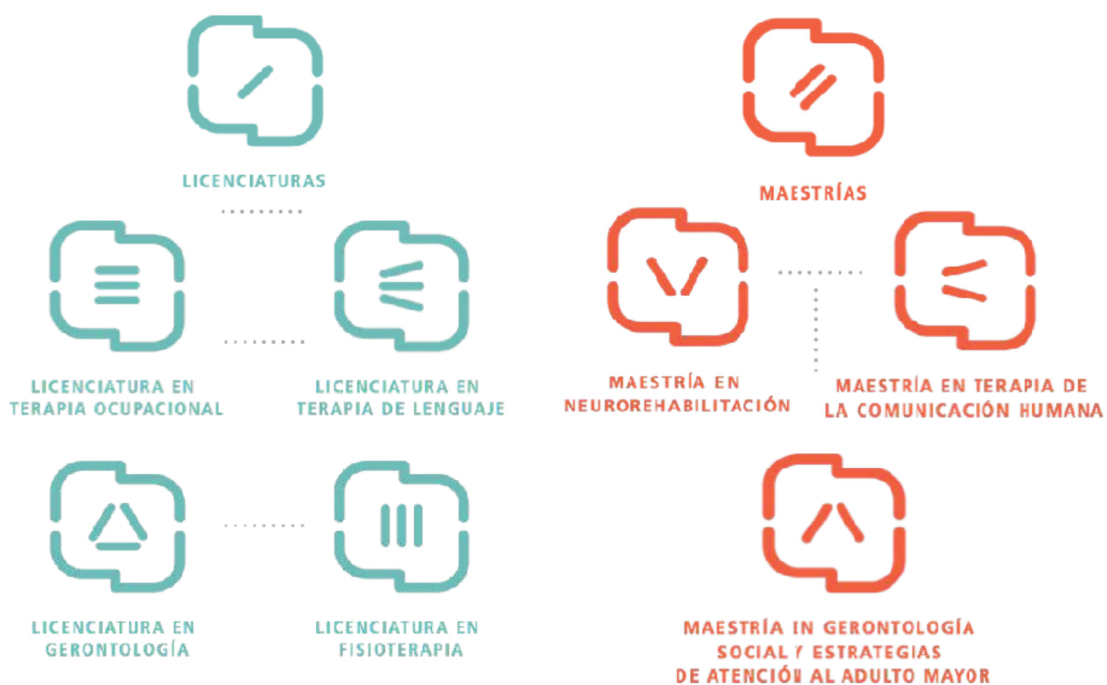 LICENCIATURAS
LICENCIATURA EN
TERAPIA OCUPACIONAL
LICENCIATURA EN
TERAPIA DE LENGUAJE
LICENCIATURA EN
GERONTOLOGÍA
LICENCIATURA EN
FISIOTERAPIA
MAESTRÍAS
MAESTRÍA EN
NEUROREHABILITACIÓN
MAESTRÍA EN TERAPIA DE
LA COMUNICACIÓN HUMANA
MAESTRÍA IN GERONTOLOGÍA
SOCIAL Y ESTRATEGIAS
DE ATENCIÓN AL ADULTO MAYOR